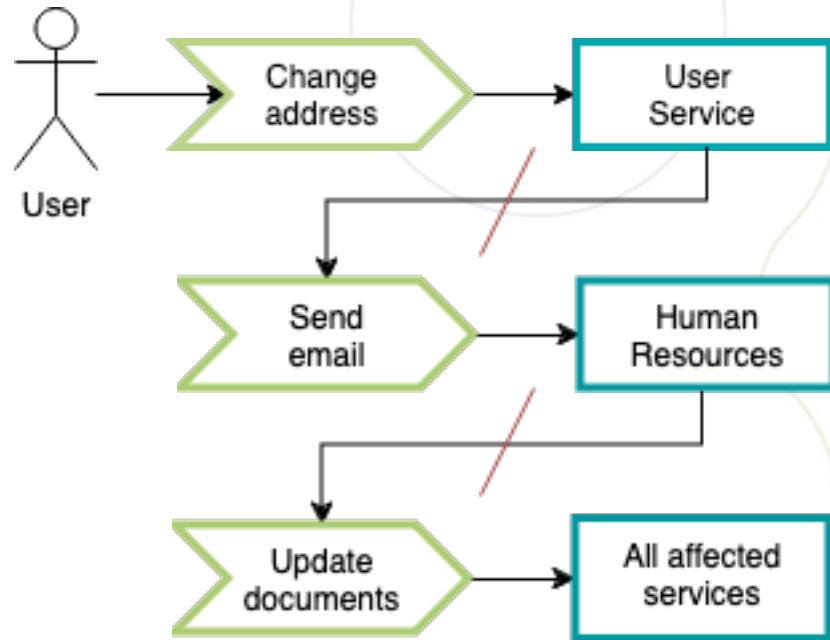 Change
address
User
Service
User
Send
email
Human
Resources
Update
documents
All affected
services